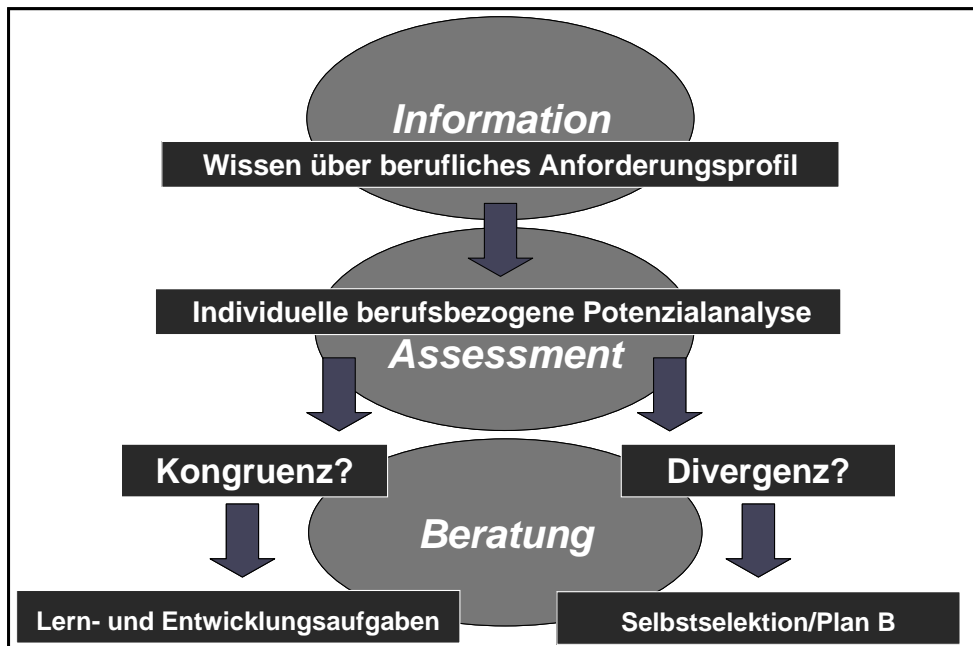 Information
Wissen über berufliches Anforderungsprofil
Individuelle berufsbezogene Potenzialanalyse
Assessment
Kongruenz?
Divergenz?
Beratung
Lern- und Entwicklungsaufgaben
Selbstselektion/Plan B